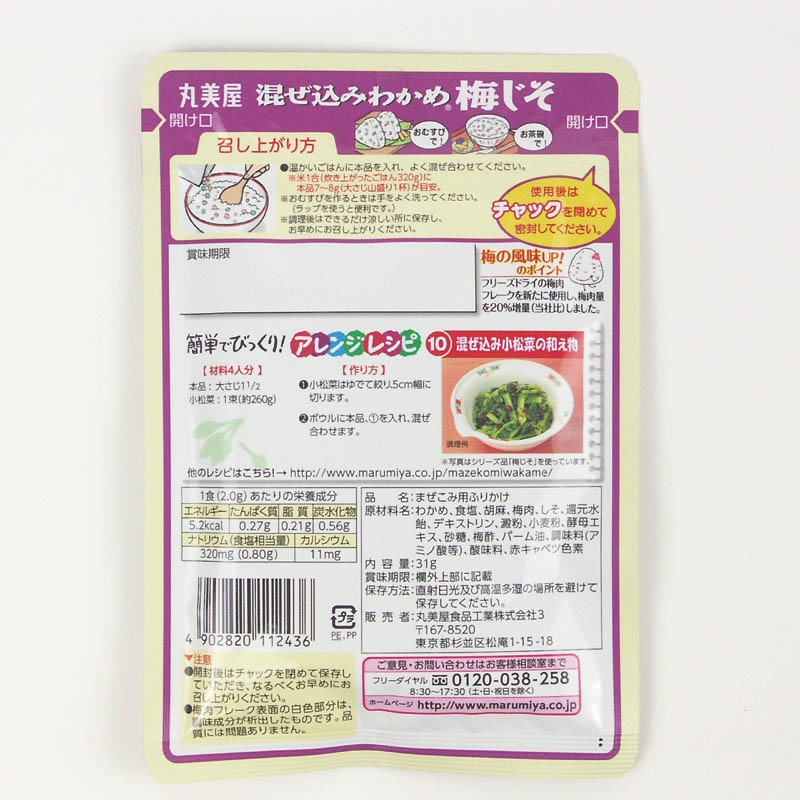 丸美屋 混ぜ込みわかめ® 梅じそ
開け口
おむすびで!
お茶碗で!
開け口
召し上がり方
●温かいごはんに本品を入れ、よく混ぜ合わせてください。
※米1合(炊き上がったごはん320g)に
本品7~8g(大さじ山盛り1杯)が目安。
※おむすびを作るときは手をよく洗ってください。
(ラップを使うと便利です。)
※調理後はできるだけ涼しい所に保存し、
お早めにお召し上がりください。
使用後は
チャックを閉めて
密封してください。
賞味期限
梅の風味UP!
のポイント
フリーズドライの梅肉
フレークを新たに使用し、梅肉量
を20%増量(当社比)しました。
簡単でびっくり! アレンジレシピ 10 混ぜ込み小松菜の和え物
【材料4人分】
本品:大さじ1 1/2
小松菜:1束(約260g)
【作り方】
❶小松菜はゆでて絞り、5cm幅に
切ります。
❷ボウルに本品、①を入れ、混ぜ
合わせます。
調理例
※写真はシリーズ品「梅じそ」を使っています。
他のレシピはこちら!→http://www.marumiya.co.jp/mazekomiwakame/
1食(2.0g)あたりの栄養成分
エネルギー たんぱく質 脂質 炭水化物
5.2kcal 0.27g 0.21g 0.56g
ナトリウム(食塩相当量) カルシウム
320mg(0.80g) 11mg
品名:まぜこみ用ふりかけ
原材料名:わかめ、食塩、胡麻、梅肉、しそ、還元水
飴、デキストリン、澱粉、小麦粉、酵母エ
キス、砂糖、梅酢、パーム油、調味料(ア
ミノ酸等)、酸味料、赤キャベツ色素
内容量:31g
賞味期限:欄外上部に記載
保存方法:直射日光及び高温多湿の場所を避けて
保存してください。
販売者:丸美屋食品工業株式会社3
〒167-8520
東京都杉並区松庵1-15-18
4 902820 112436
プラ
PE,PP
▼注意
●開封後はチャックを閉めて保存し
ていただき、なるべくお早めにお
召し上がりください。
●梅肉フレーク表面の白色部分は、
調味成分が析出したものです。品
質には問題ありません。
ご意見・お問い合わせはお客様相談室まで
フリーダイヤル 0120-038-258
8:30~17:30(土・日・祝日を除く)
ホームページ http://www.marumiya.co.jp